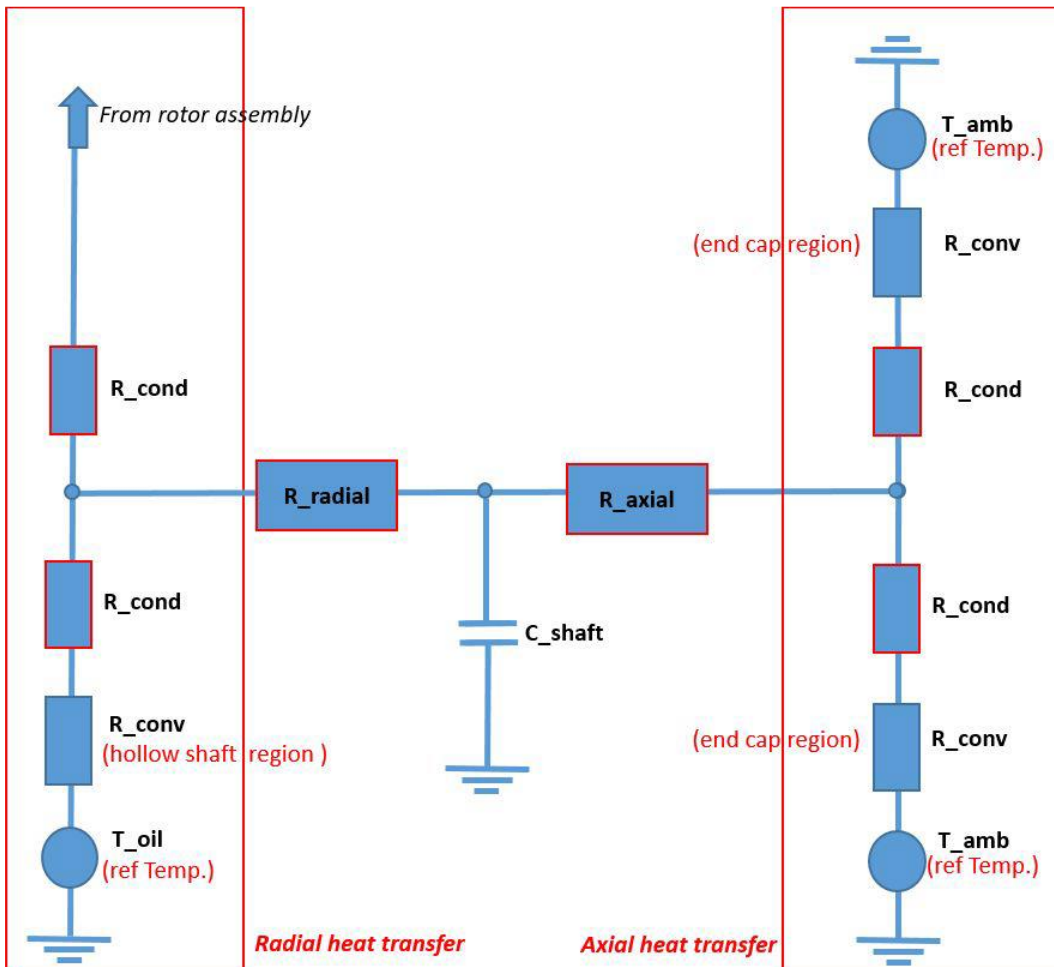 From rotor assembly
T_amb
(ref Temp.)
(end cap region)
R_conv
R_cond
R_cond
R_radial
R_axial
R_cond
R_cond
C_shaft
R_conv
(hollow shaft region )
(end cap region)
R_conv
T_oil
(ref Temp.)
T_amb
(ref Temp.)
Radial heat transfer
Axial heat transfer